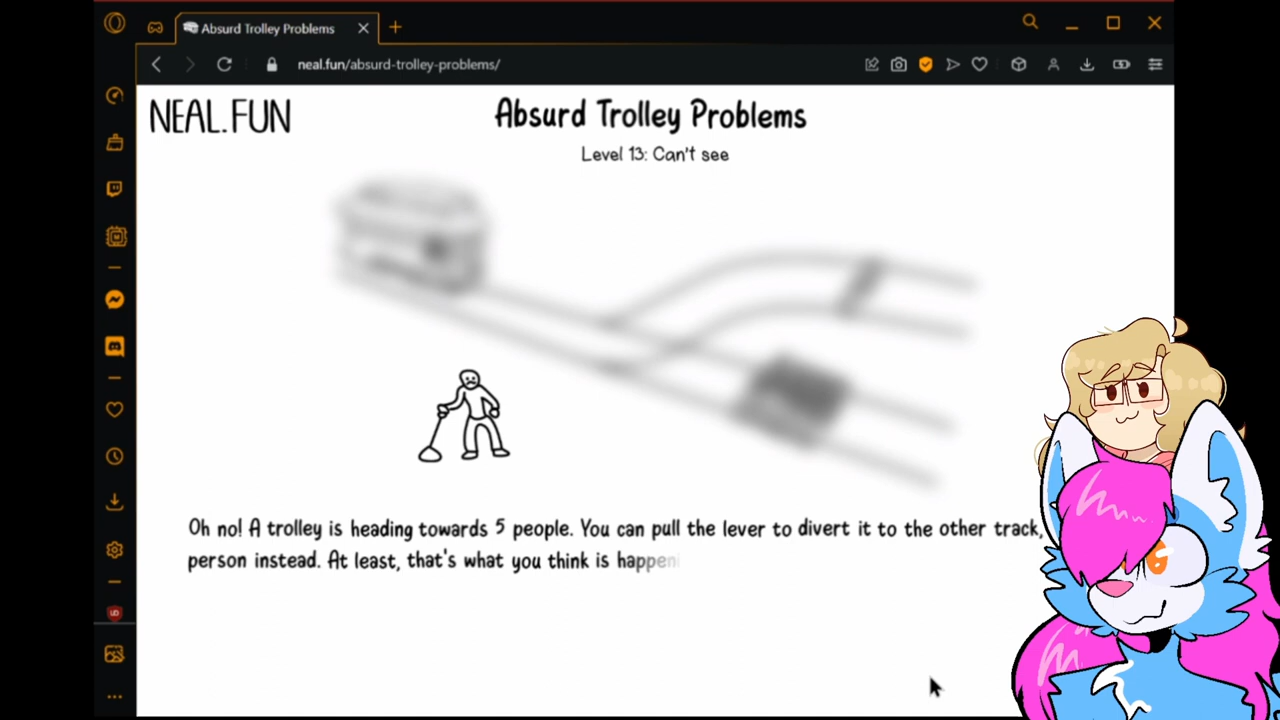 Absurd Trolley Problems
neal.fun/absurd-trolley-problems/
NEAL.FUN
Absurd Trolley Problems
Level 13: Can't see
Oh no! A trolley is heading towards 5 people. You can pull the lever to divert it to the other track,
person instead. At least, that's what you think is happeni